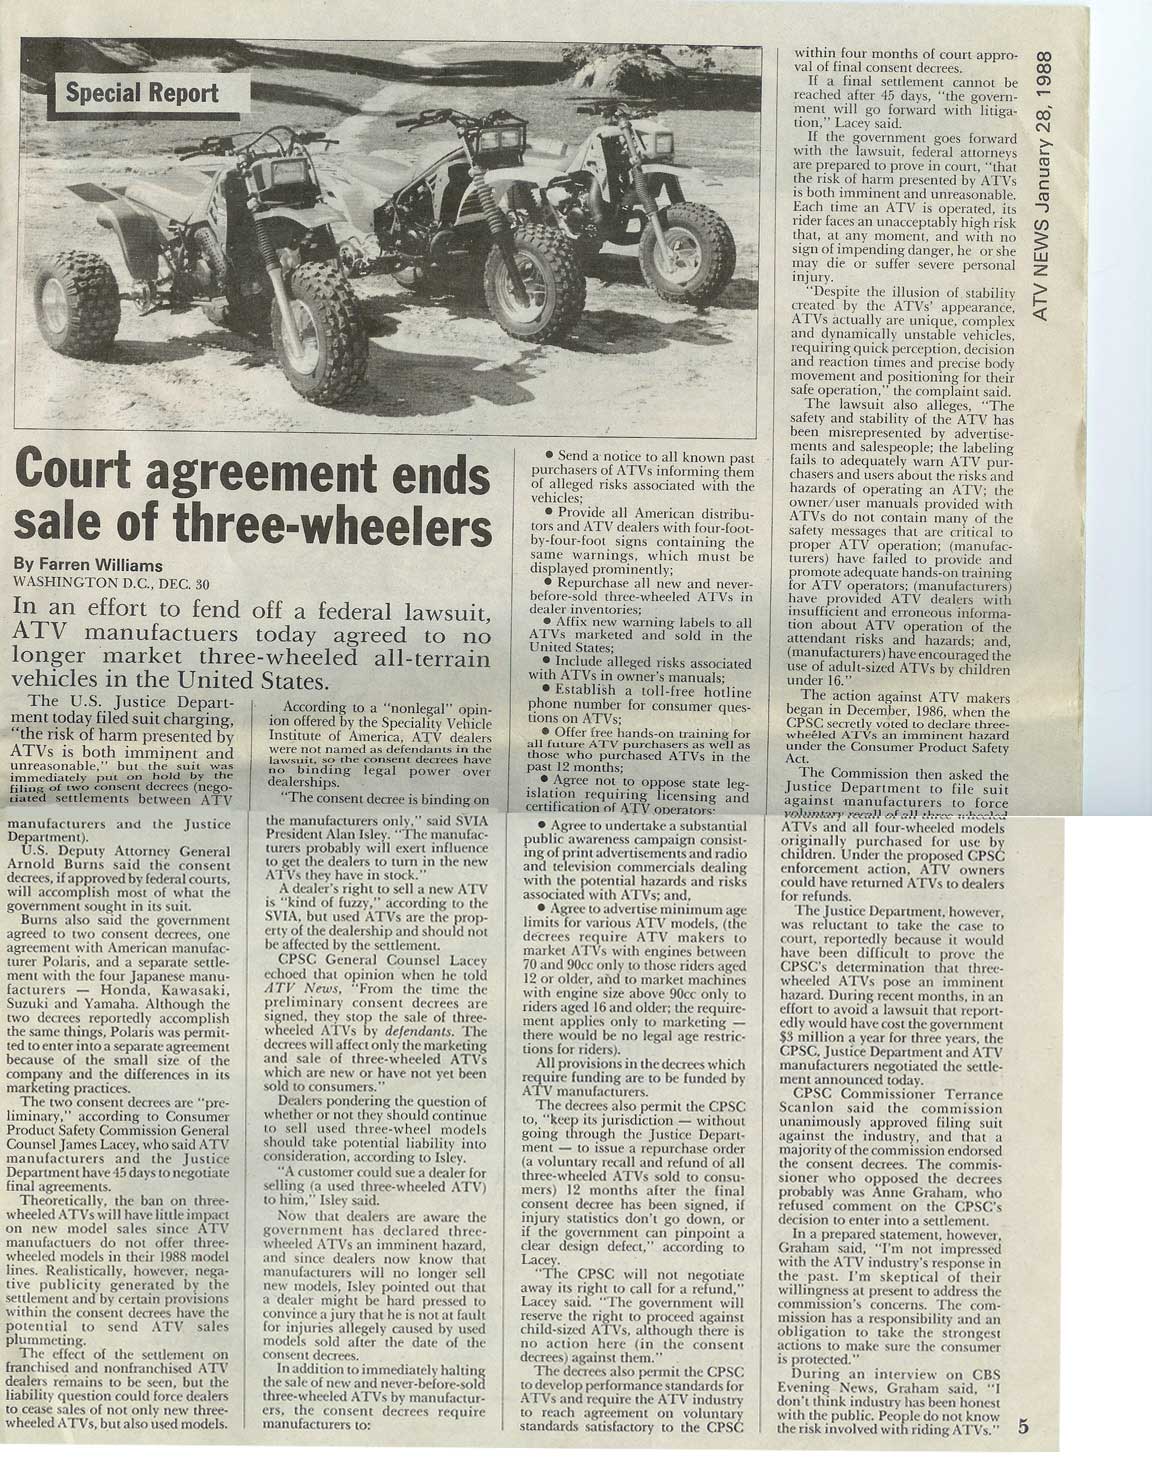 Special Report
Court agreement ends
sale of three-wheelers
By Farren Williams
WASHINGTON D.C., DEC. 30
In an effort to fend off a federal lawsuit,
ATV manufactuers today agreed to no
longer market three-wheeled all-terrain
vehicles in the United States.
The U.S. Justice Depart-
ment today filed suit charging,
"the risk of harm presented by
ATVs is both imminent and
unreasonable," but the suit was
immediately put on hold by the
filing of two consent decrees (nego-
tiated settlements between ATV
manufacturers and the Justice
Department).
U.S. Deputy Attorney General
Arnold Burns said the consent
decrees, if approved by federal courts,
will accomplish most of what the
government sought in its suit.
Burns also said the government
agreed to two consent decrees, one
agreement with American manufac-
turer Polaris, and a separate settle-
ment with the four Japanese manu-
facturers — Honda, Kawasaki,
Suzuki and Yamaha. Although the
two decrees reportedly accomplish
the same things, Polaris was permit-
ted to enter into a separate agreement
because of the small size of the
company and the differences in its
marketing practices.
The two consent decrees are "pre-
liminary," according to Consumer
Product Safety Commission General
Counsel James Lacey, who said ATV
manufacturers and the Justice
Department have 45 days to negotiate
final agreements.
Theoretically, the ban on three-
wheeled ATVs will have little impact
on new model sales since ATV
manufactuers do not offer three-
wheeled models in their 1988 model
lines. Realistically, however, nega-
tive publicity generated by the
settlement and by certain provisions
within the consent decrees have the
potential to send ATV sales
plummeting.
The effect of the settlement on
franchised and nonfranchised ATV
dealers remains to be seen, but the
liability question could force dealers
to cease sales of not only new three-
wheeled ATVs, but also used models.
According to a "nonlegal" opin-
ion offered by the Speciality Vehicle
Institute of America, ATV dealers
were not named as defendants in the
lawsuit, so the consent decrees have
no binding legal power over
dealerships.
"The consent decree is binding on
the manufacturers only," said SVIA
President Alan Isley. "The manufac-
turers probably will exert influence
to get the dealers to turn in the new
ATVs they have in stock."
A dealer's right to sell a new ATV
is "kind of fuzzy," according to the
SVIA, but used ATVs are the prop-
erty of the dealership and should not
be affected by the settlement.
CPSC General Counsel Lacey
echoed that opinion when he told
ATV News, "From the time the
preliminary consent decrees are
signed, they stop the sale of three-
wheeled ATVs by defendants. The
decrees will affect only the marketing
and sale of three-wheeled ATVs
which are new or have not yet been
sold to consumers."
Dealers pondering the question of
whether or not they should continue
to sell used three-wheel models
should take potential liability into
consideration, according to Isley.
"A customer could sue a dealer for
selling (a used three-wheeled ATV)
to him," Isley said.
Now that dealers are aware the
government has declared three-
wheeled ATVs an imminent hazard,
and since dealers now know that
manufacturers will no longer sell
new models, Isley pointed out that
a dealer might be hard pressed to
convince a jury that he is not at fault
for injuries allegedly caused by used
models sold after the date of the
consent decrees.
In addition to immediately halting
the sale of new and never-before-sold
three-wheeled ATVs by manufactur-
ers, the consent decrees require
manufacturers to:
● Send a notice to all known past
purchasers of ATVs informing them
of alleged risks associated with the
vehicles;
● Provide all American distribu-
tors and ATV dealers with four-foot-
by-four-foot signs containing the
same warnings, which must be
displayed prominently;
● Repurchase all new and never-
before-sold three-wheeled ATVs in
dealer inventories;
● Affix new warning labels to all
ATVs marketed and sold in the
United States;
● Include alleged risks associated
with ATVs in owner's manuals;
● Establish a toll-free hotline
phone number for consumer ques-
tions on ATVs;
● Offer free hands-on training for
all future ATV purchasers as well as
those who purchased ATVs in the
past 12 months;
● Agree not to oppose state leg-
islation requiring licensing and
certification of ATV operators;
● Agree to undertake a substantial
public awareness campaign consist-
ing of print advertisements and radio
and television commercials dealing
with the potential hazards and risks
associated with ATVs; and,
● Agree to advertise minimum age
limits for various ATV models, (the
decrees require ATV makers to
market ATVs with engines between
70 and 90cc only to those riders aged
12 or older, and to market machines
with engine size above 90cc only to
riders aged 16 and older; the require-
ment applies only to marketing —
there would be no legal age restric-
tions for riders).
All provisions in the decrees which
require funding are to be funded by
ATV manufacturers.
The decrees also permit the CPSC
to, "keep its jurisdiction — without
going through the Justice Depart-
ment — to issue a repurchase order
(a voluntary recall and refund of all
three-wheeled ATVs sold to consu-
mers) 12 months after the final
consent decree has been signed, if
injury statistics don't go down, or
if the government can pinpoint a
clear design defect," according to
Lacey.
"The CPSC will not negotiate
away its right to call for a refund,"
Lacey said. "The government will
reserve the right to proceed against
child-sized ATVs, although there is
no action here (in the consent
decrees) against them."
The decrees also permit the CPSC
to develop performance standards for
ATVs and require the ATV industry
to reach agreement on voluntary
standards satisfactory to the CPSC
within four months of court appro-
val of final consent decrees.
If a final settlement cannot be
reached after 45 days, "the govern-
ment will go forward with litiga-
tion," Lacey said.
If the government goes forward
with the lawsuit, federal attorneys
are prepared to prove in court, "that
the risk of harm presented by ATVs
is both imminent and unreasonable.
Each time an ATV is operated, its
rider faces an unacceptably high risk
that, at any moment, and with no
sign of impending danger, he or she
may die or suffer severe personal
injury.
"Despite the illusion of stability
created by the ATVs' appearance,
ATVs actually are unique, complex
and dynamically unstable vehicles,
requiring quick perception, decision
and reaction times and precise body
movement and positioning for their
safe operation," the complaint said.
The lawsuit also alleges, "The
safety and stability of the ATV has
been misrepresented by advertise-
ments and salespeople; the labeling
fails to adequately warn ATV pur-
chasers and users about the risks and
hazards of operating an ATV; the
owner/user manuals provided with
ATVs do not contain many of the
safety messages that are critical to
proper ATV operation; (manufac-
turers) have failed to provide and
promote adequate hands-on training
for ATV operators; (manufacturers)
have provided ATV dealers with
insufficient and erroneous informa-
tion about ATV operation of the
attendant risks and hazards; and,
(manufacturers) have encouraged the
use of adult-sized ATVs by children
under 16."
The action against ATV makers
began in December, 1986, when the
CPSC secretly voted to declare three-
wheeled ATVs an imminent hazard
under the Consumer Product Safety
Act.
The Commission then asked the
Justice Department to file suit
against manufacturers to force
voluntary recall of all three-wheeled
ATVs and all four-wheeled models
originally purchased for use by
children. Under the proposed CPSC
enforcement action, ATV owners
could have returned ATVs to dealers
for refunds.
The Justice Department, however,
was reluctant to take the case to
court, reportedly because it would
have been difficult to prove the
CPSC's determination that three-
wheeled ATVs pose an imminent
hazard. During recent months, in an
effort to avoid a lawsuit that report-
edly would have cost the government
$3 million a year for three years, the
CPSC, Justice Department and ATV
manufacturers negotiated the settle-
ment announced today.
CPSC Commissioner Terrance
Scanlon said the commission
unanimously approved filing suit
against the industry, and that a
majority of the commission endorsed
the consent decrees. The commis-
sioner who opposed the decrees
probably was Anne Graham, who
refused comment on the CPSC's
decision to enter into a settlement.
In a prepared statement, however,
Graham said, "I'm not impressed
with the ATV industry's response in
the past. I'm skeptical of their
willingness at present to address the
commission's concerns. The com-
mission has a responsibility and an
obligation to take the strongest
actions to make sure the consumer
is protected."
During an interview on CBS
Evening News, Graham said, "I
don't think industry has been honest
with the public. People do not know
the risk involved with riding ATVs."
5
ATV NEWS January 28, 1988